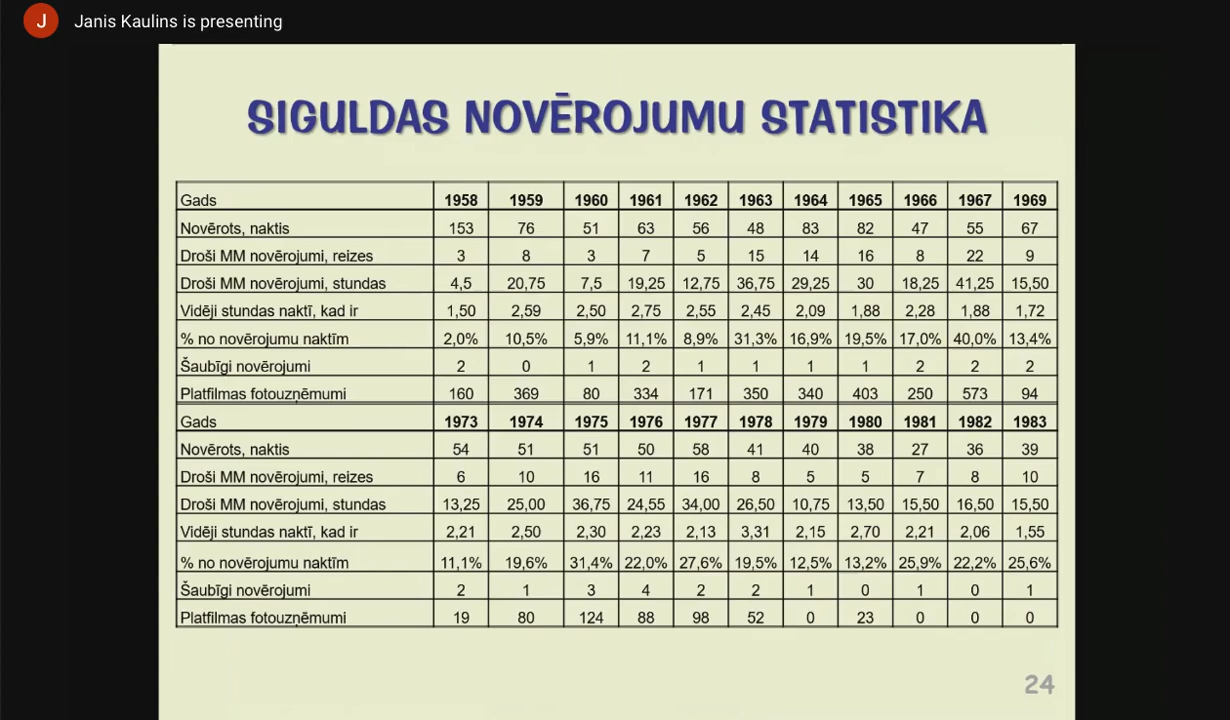 J Janis Kaulins is presenting
SIGULDAS NOVĒROJUMU STATISTIKA
Gads 1958 1959 1960 1961 1962 1963 1964 1965 1966 1967 1969
Novērots, naktis 153 76 51 63 56 48 83 82 47 55 67
Droši MM novērojumi, reizes 3 8 3 7 5 15 14 16 8 22 9
Droši MM novērojumi, stundas 4,5 20,75 7,5 19,25 12,75 36,75 29,25 30 18,25 41,25 15,50
Vidēji stundas naktī, kad ir 1,50 2,59 2,50 2,75 2,55 2,45 2,09 1,88 2,28 1,88 1,72
% no novērojumu naktīm 2,0% 10,5% 5,9% 11,1% 8,9% 31,3% 16,9% 19,5% 17,0% 40,0% 13,4%
Šaubīgi novērojumi 2 0 1 2 1 1 1 1 2 2 2
Platfilmas fotouzņēmumi 160 369 80 334 171 350 340 403 250 573 94
Gads 1973 1974 1975 1976 1977 1978 1979 1980 1981 1982 1983
Novērots, naktis 54 51 51 50 58 41 40 38 27 36 39
Droši MM novērojumi, reizes 6 10 16 11 16 8 5 5 7 8 10
Droši MM novērojumi, stundas 13,25 25,00 36,75 24,55 34,00 26,50 10,75 13,50 15,50 16,50 15,50
Vidēji stundas naktī, kad ir 2,21 2,50 2,30 2,23 2,13 3,31 2,15 2,70 2,21 2,06 1,55
% no novērojumu naktīm 11,1% 19,6% 31,4% 22,0% 27,6% 19,5% 12,5% 13,2% 25,9% 22,2% 25,6%
Šaubīgi novērojumi 2 1 3 4 2 2 1 0 1 0 1
Platfilmas fotouzņēmumi 19 80 124 88 98 52 0 23 0 0 0
24